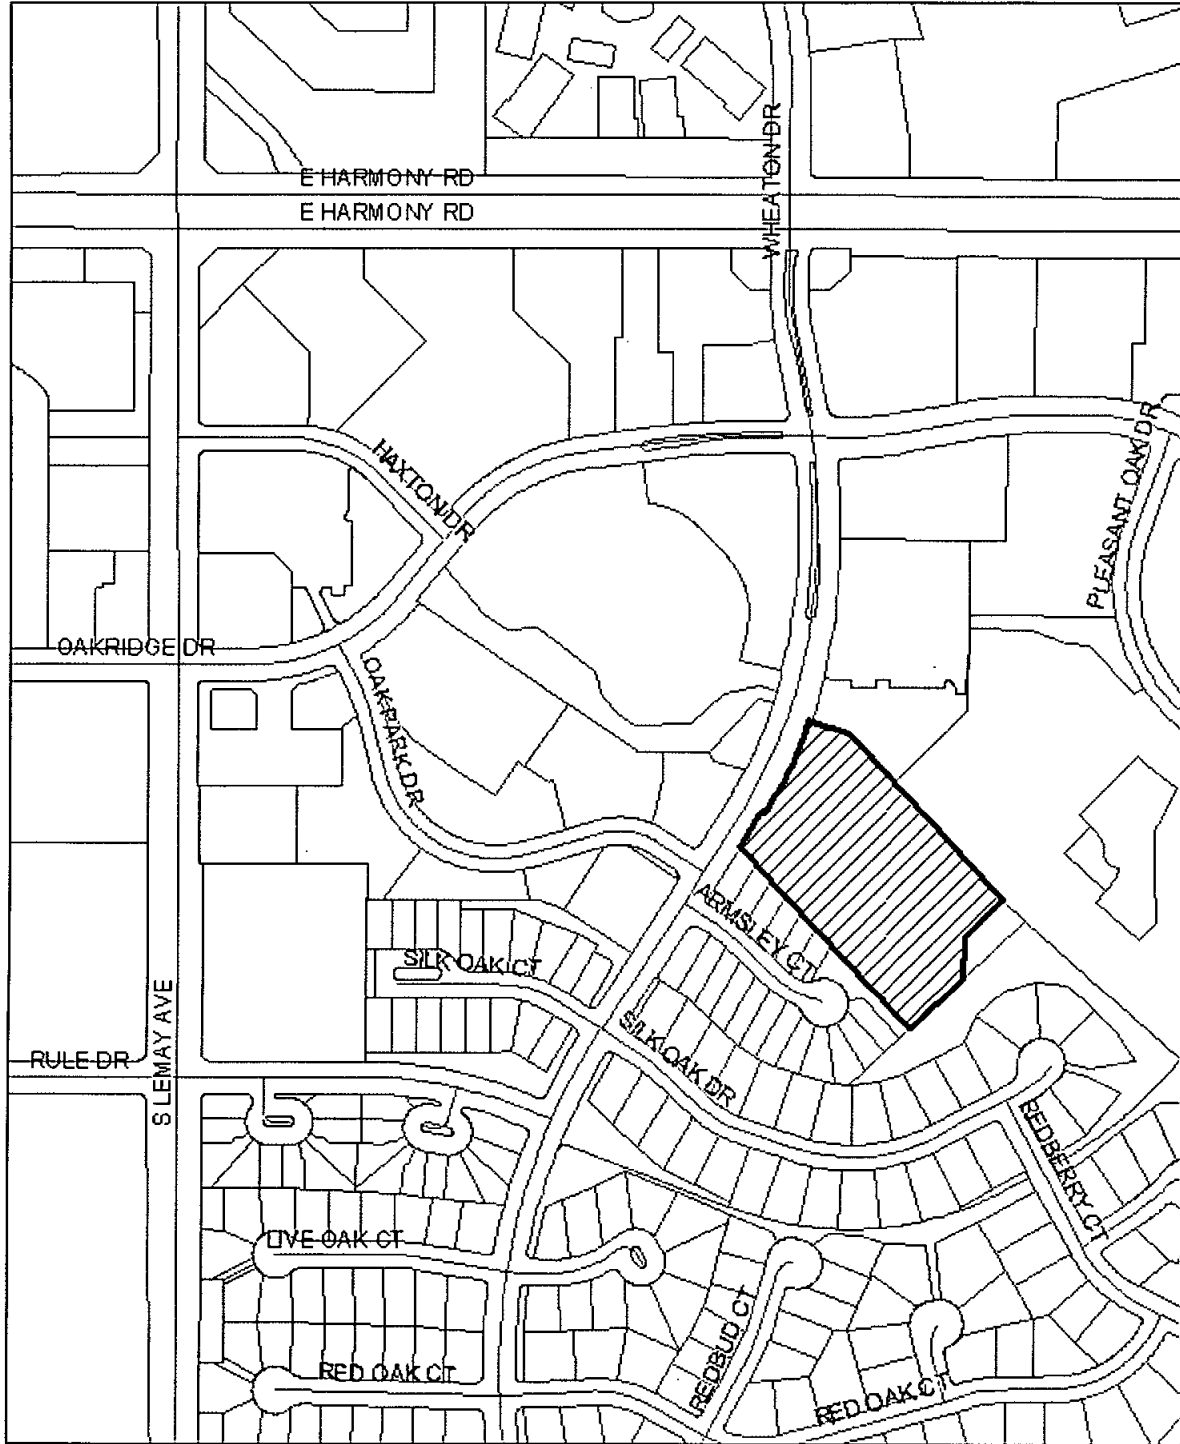 WHEATON DR
E HARMONY RD
E HARMONY RD
HAXTON DR
PLEASANT OAK DR
OAKRIDGE DR
OAK PARK DR
ARMSLEY CT
SILK OAK CT
SILK OAK DR
S LEMAY AVE
RULE DR
REDBERRY CT
LIVE OAK CT
REDBUD CT
RED OAK CT
RED OAK CT